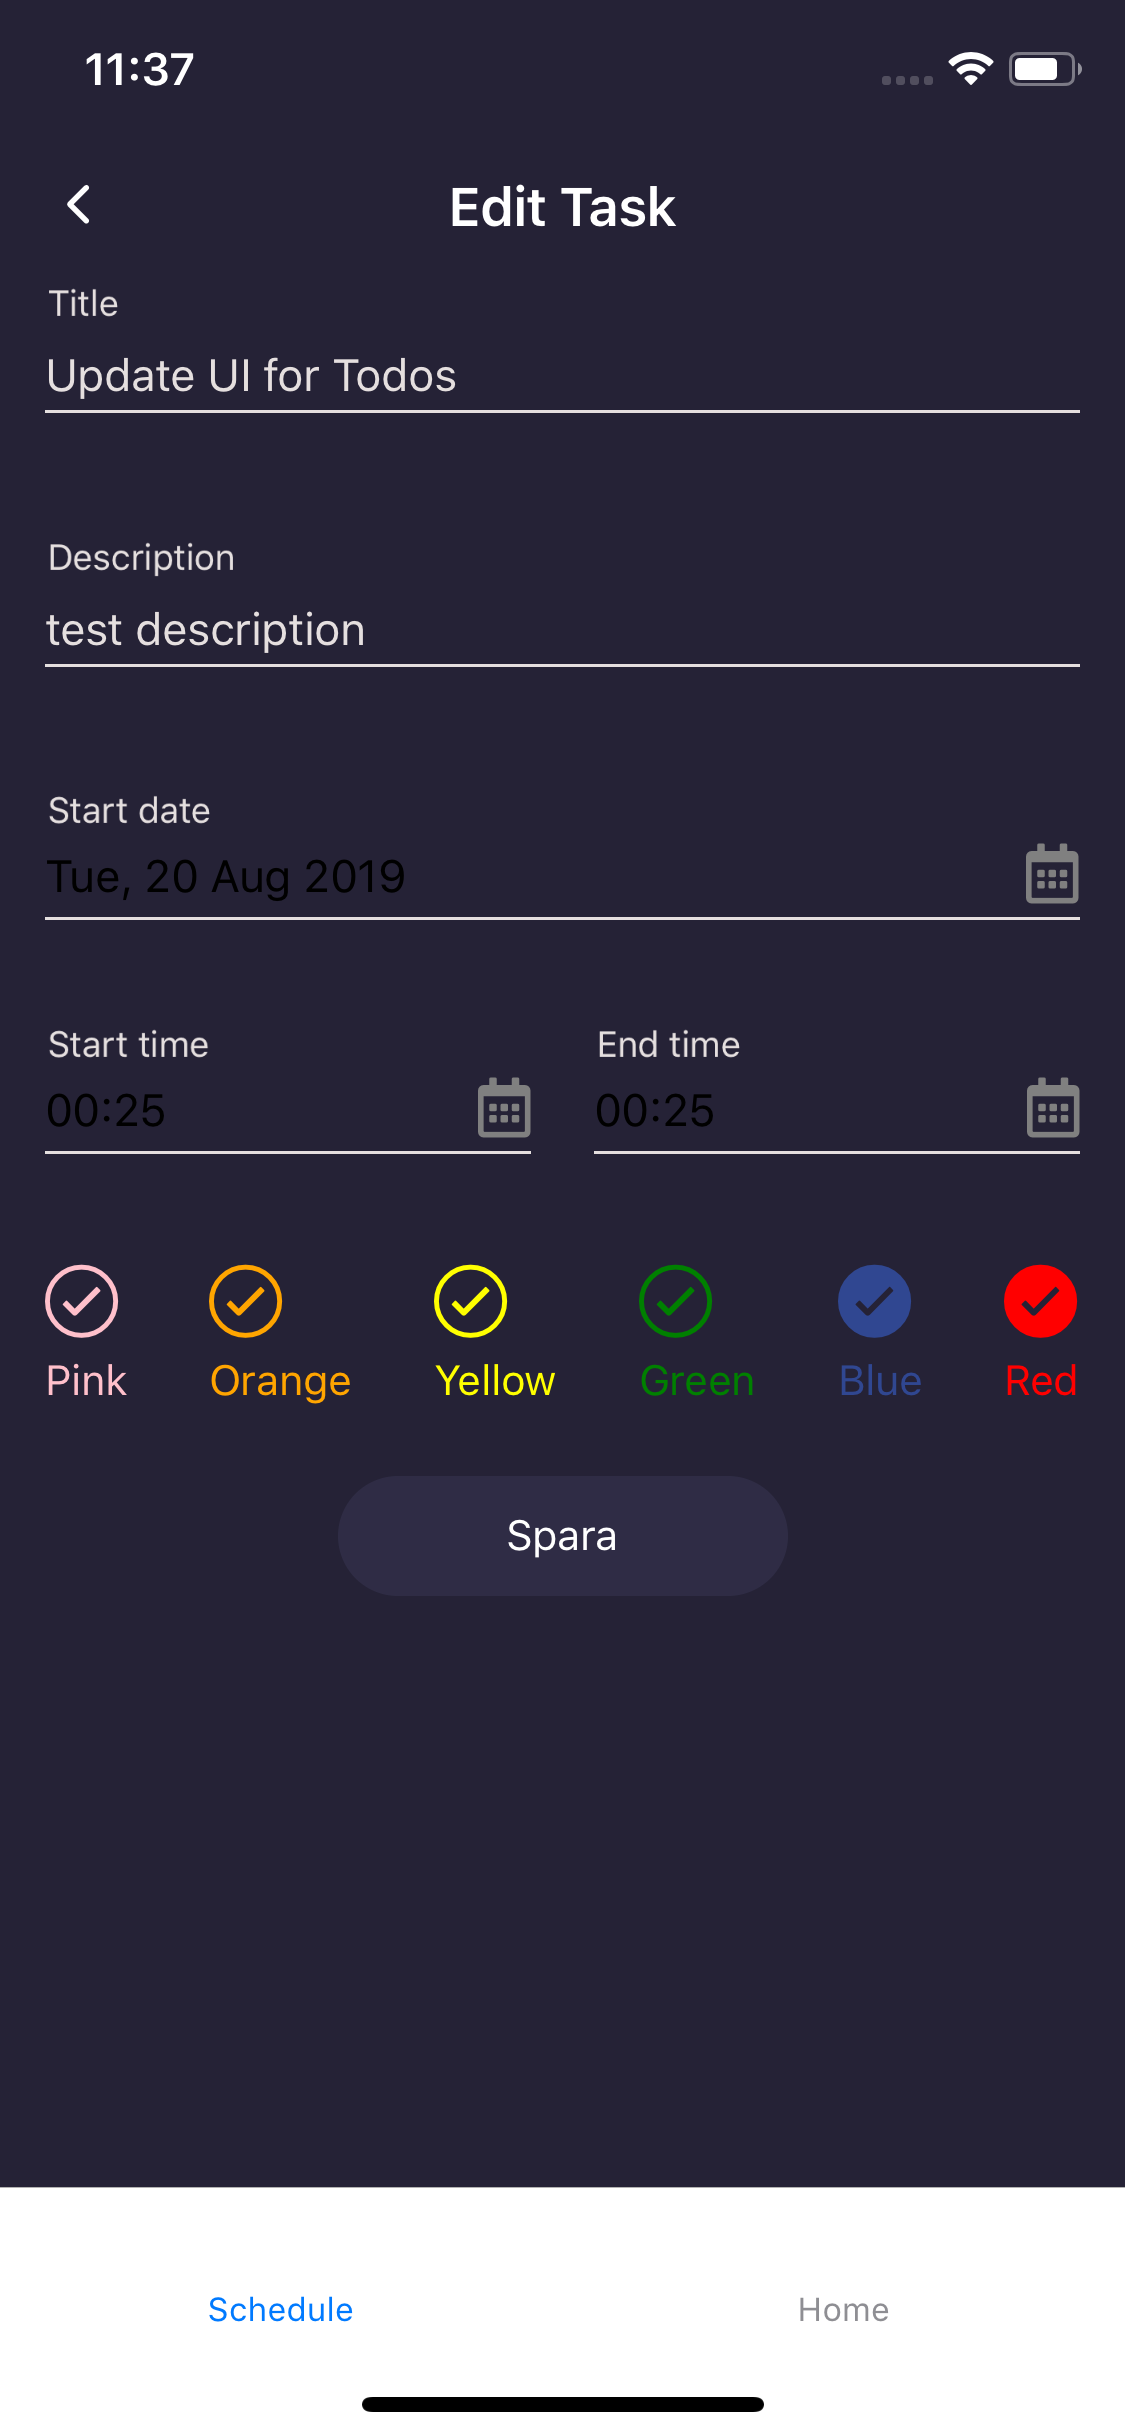 11:37
Edit Task
Title
Update UI for Todos
Description
test description
Start date
Tue, 20 Aug 2019
Start time End time
00:25 00:25
Pink Orange Yellow Green Blue Red
Spara
Schedule Home